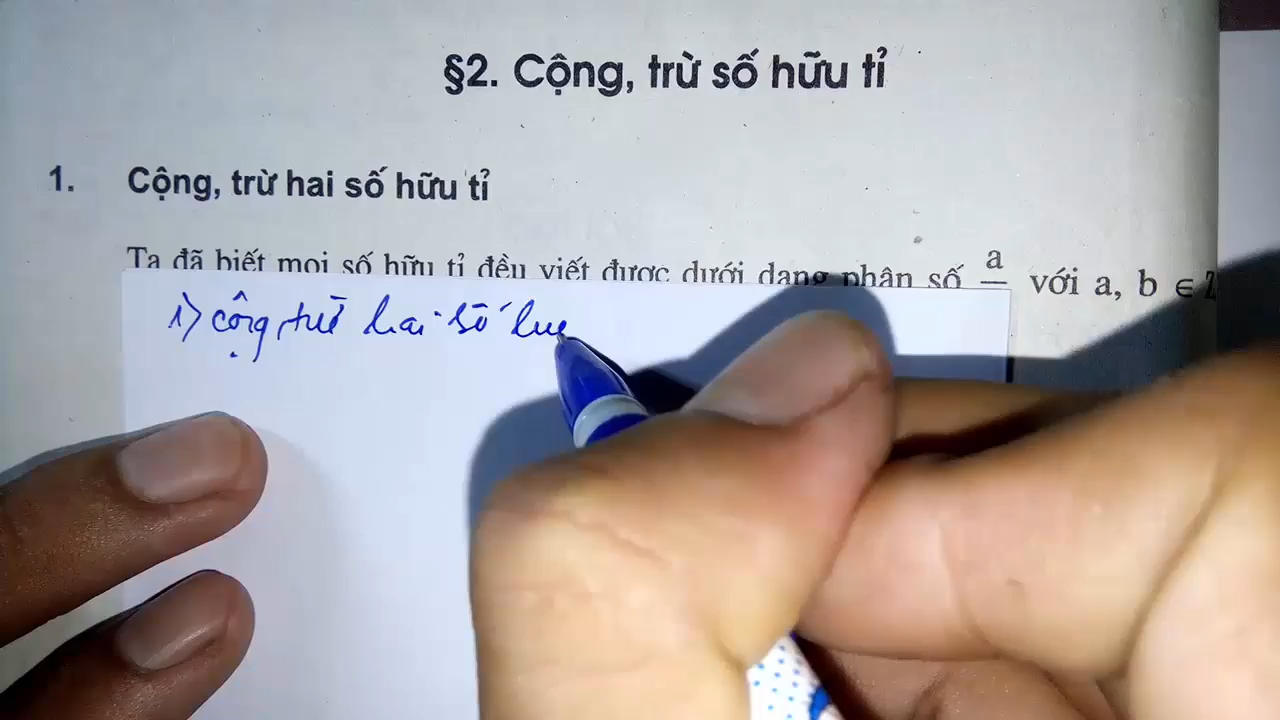 §2. Cộng, trừ số hữu tỉ
1. Cộng, trừ hai số hữu tỉ
Ta đã biết mọi số hữu tỉ đều viết được dưới dạng phân số a/ với a, b ∈
1) cộng, trừ hai số